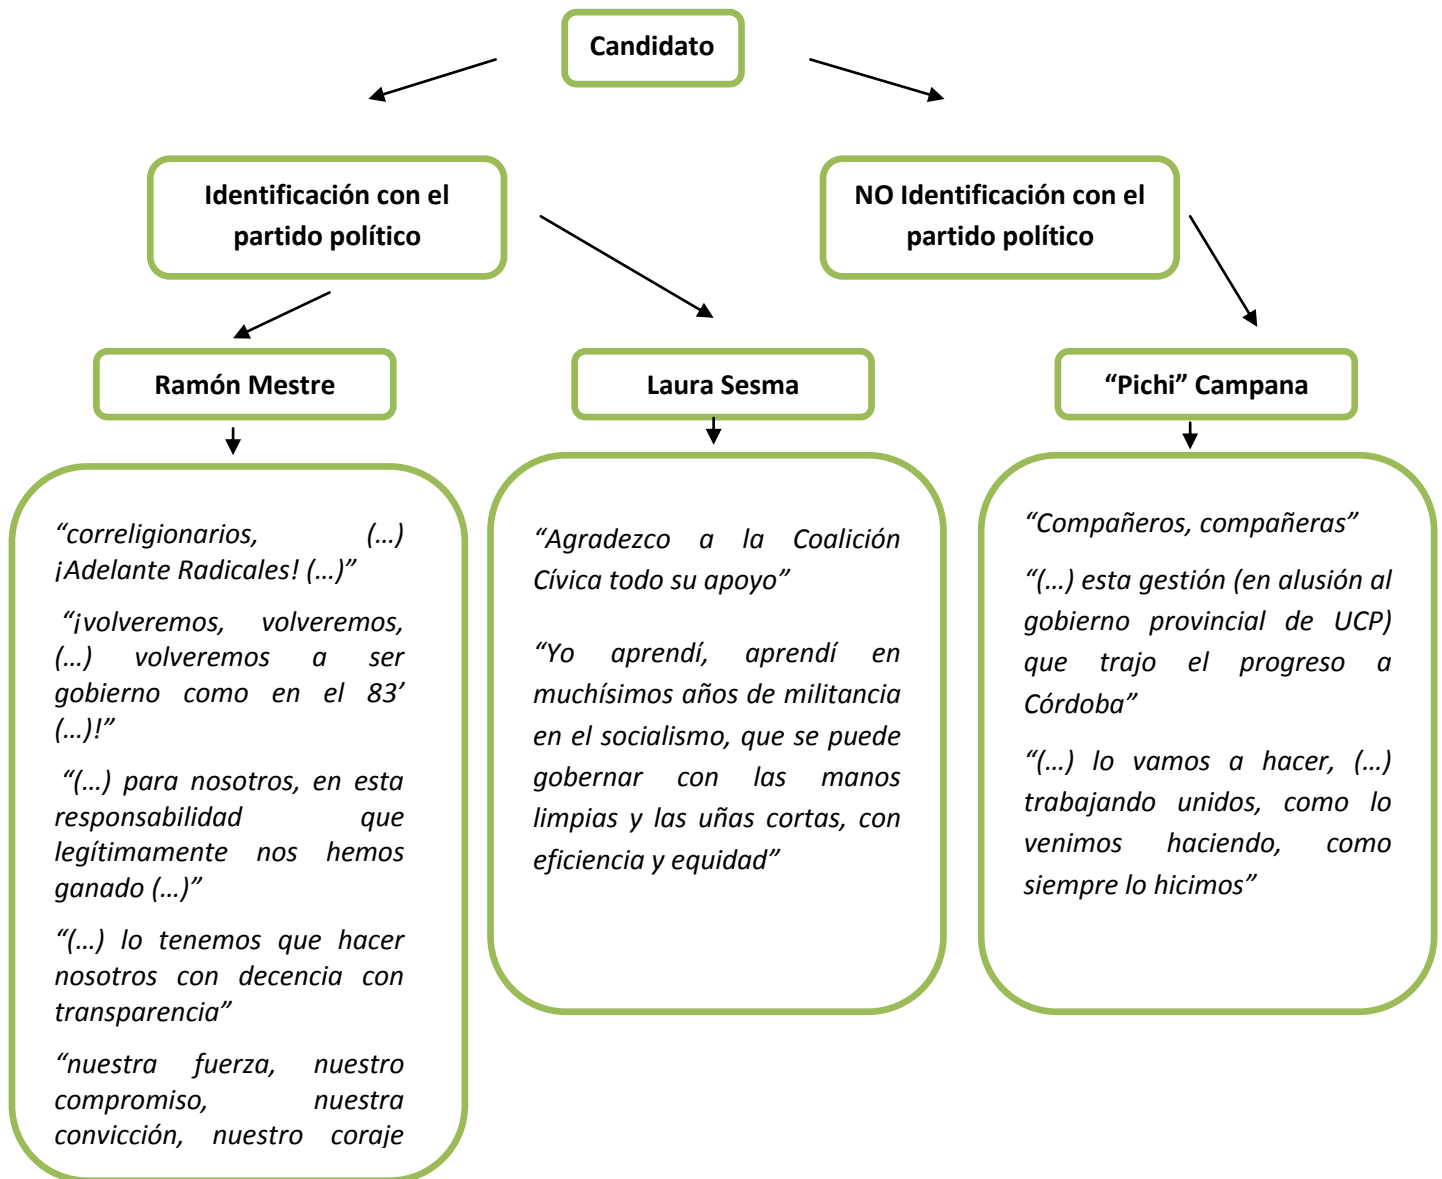 Candidato
Identificación con el
partido político
NO Identificación con el
partido político
Ramón Mestre
Laura Sesma
“Pichi” Campana
“correligionarios, (…)
¡Adelante Radicales! (…)”
“¡volveremos, volveremos,
(…) volveremos a ser
gobierno como en el 83’
(…)!”
“(…) para nosotros, en esta
responsabilidad que
legítimamente nos hemos
ganado (…)”
“(…) lo tenemos que hacer
nosotros con decencia con
transparencia”
“nuestra fuerza, nuestro
compromiso, nuestra
convicción, nuestro coraje
“Agradezco a la Coalición
Cívica todo su apoyo”
“Yo aprendí, aprendí en
muchísimos años de militancia
en el socialismo, que se puede
gobernar con las manos
limpias y las uñas cortas, con
eficiencia y equidad”
“Compañeros, compañeras”
“(…) esta gestión (en alusión al
gobierno provincial de UCP)
que trajo el progreso a
Córdoba”
“(…) lo vamos a hacer, (…)
trabajando unidos, como lo
venimos haciendo, como
siempre lo hicimos”